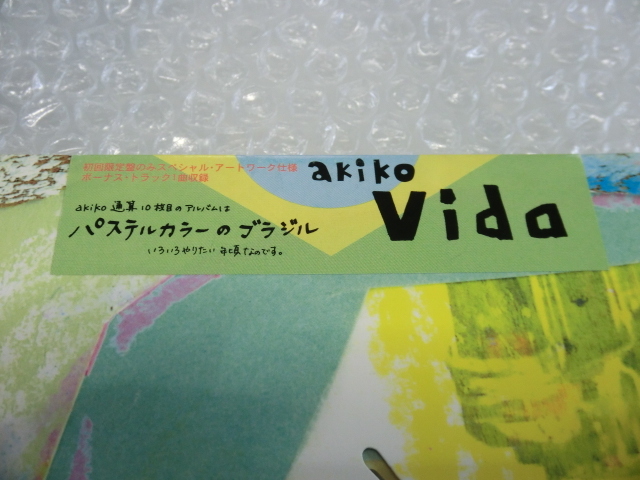 初回限定盤のみスペシャル・アートワーク仕様
ボーナス・トラック1曲収録
akiko 通算10枚目のアルバムは
パステルカラーのブラジル
いろいろやりたい年頃なのです。
akiko
Vida